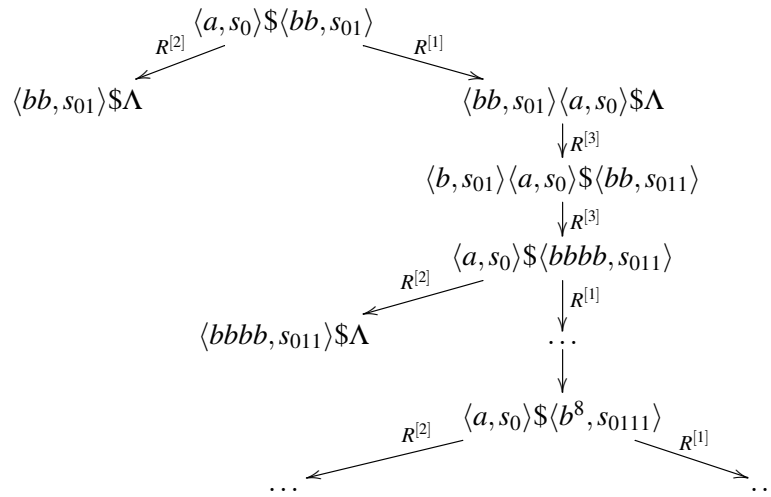 ⟨a, s₀⟩$⟨bb, s₀₁⟩
R^[2] R^[1]
⟨bb, s₀₁⟩$Λ ⟨bb, s₀₁⟩⟨a, s₀⟩$Λ
R^[3]
⟨b, s₀₁⟩⟨a, s₀⟩$⟨bb, s₀₁₁⟩
R^[3]
⟨a, s₀⟩$⟨bbbb, s₀₁₁⟩
R^[2] R^[1]
⟨bbbb, s₀₁₁⟩$Λ ...
⟨a, s₀⟩$⟨b⁸, s₀₁₁₁⟩
R^[2] R^[1]
... ..